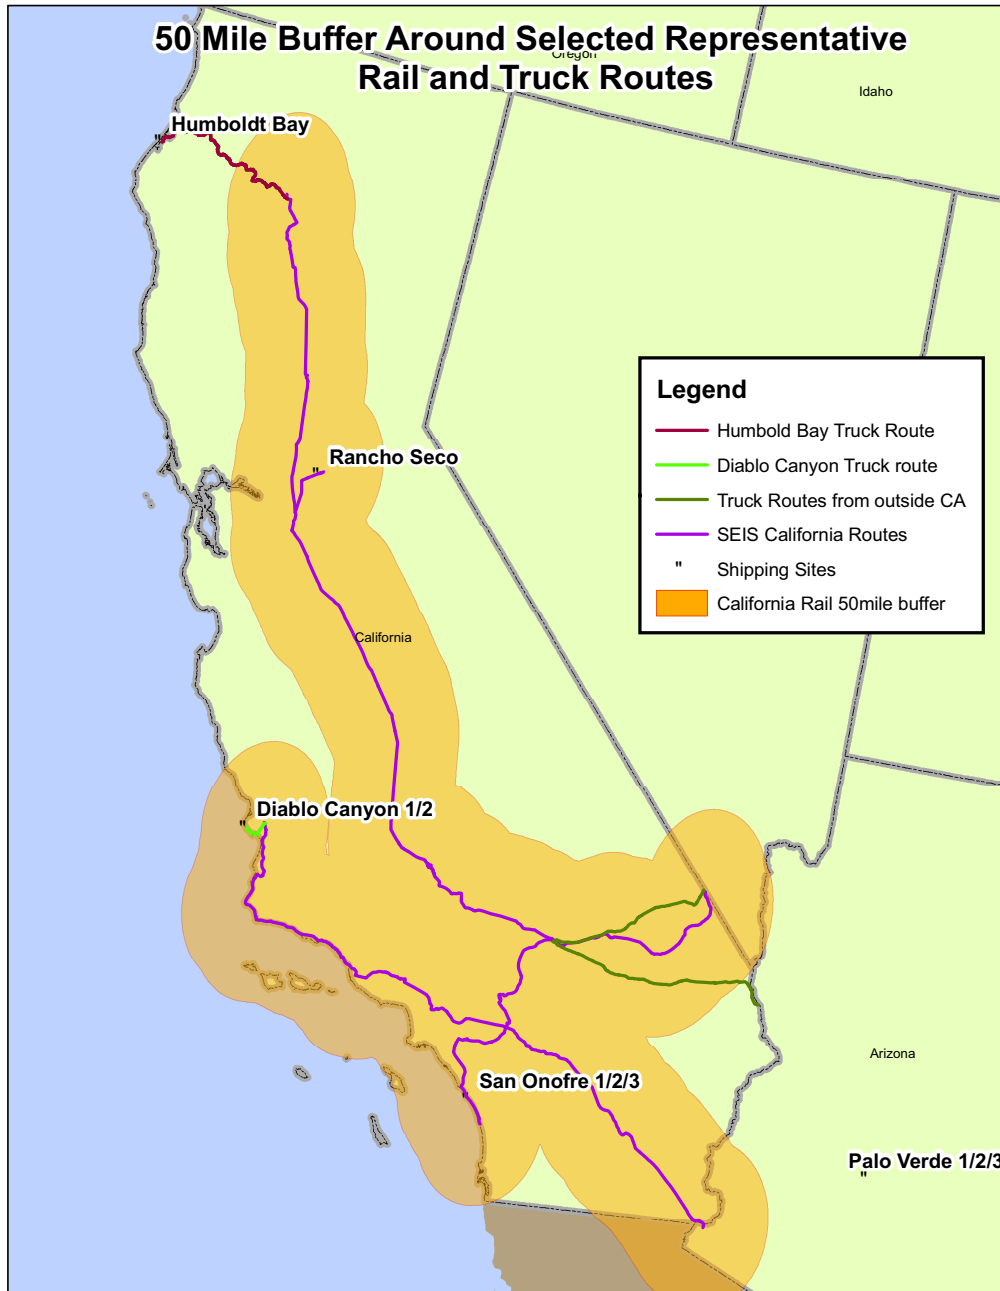 50 Mile Buffer Around Selected Representative
Rail and Truck Routes
Oregon
Idaho
Humboldt Bay
"
Legend
Humbold Bay Truck Route
Diablo Canyon Truck route
Truck Routes from outside CA
SEIS California Routes
" Shipping Sites
California Rail 50mile buffer
Rancho Seco
"
California
Diablo Canyon 1/2
"
Arizona
San Onofre 1/2/3
"
Palo Verde 1/2/3
"